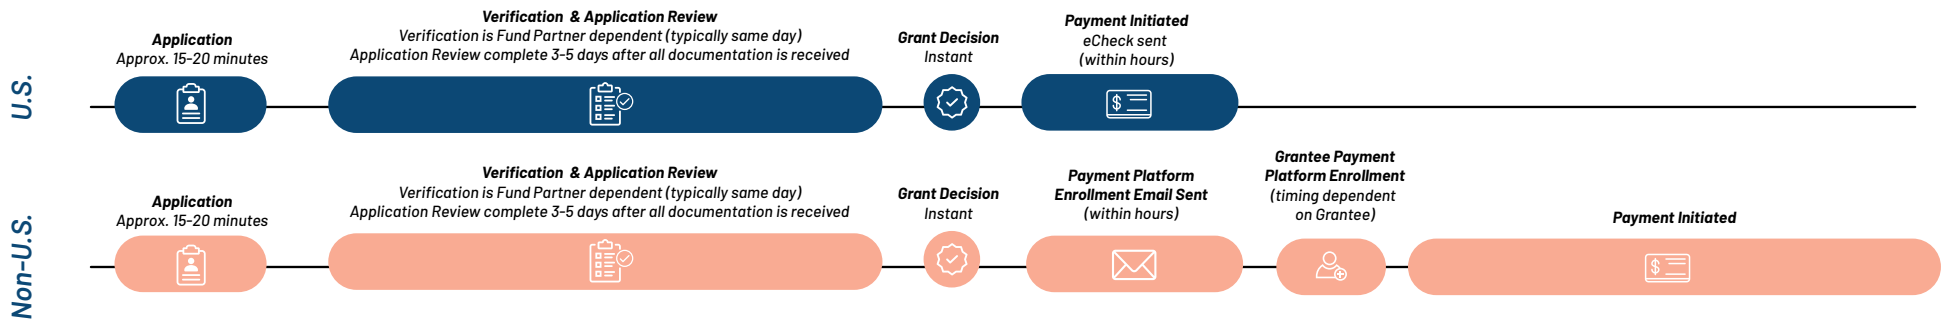 U.S.
Application
Approx. 15-20 minutes
Verification & Application Review
Verification is Fund Partner dependent (typically same day)
Application Review complete 3-5 days after all documentation is received
Grant Decision
Instant
Payment Initiated
eCheck sent
(within hours)
$
Non-U.S.
Application
Approx. 15-20 minutes
Verification & Application Review
Verification is Fund Partner dependent (typically same day)
Application Review complete 3-5 days after all documentation is received
Grant Decision
Instant
Payment Platform
Enrollment Email Sent
(within hours)
Grantee Payment
Platform Enrollment
(timing dependent
on Grantee)
Payment Initiated
$